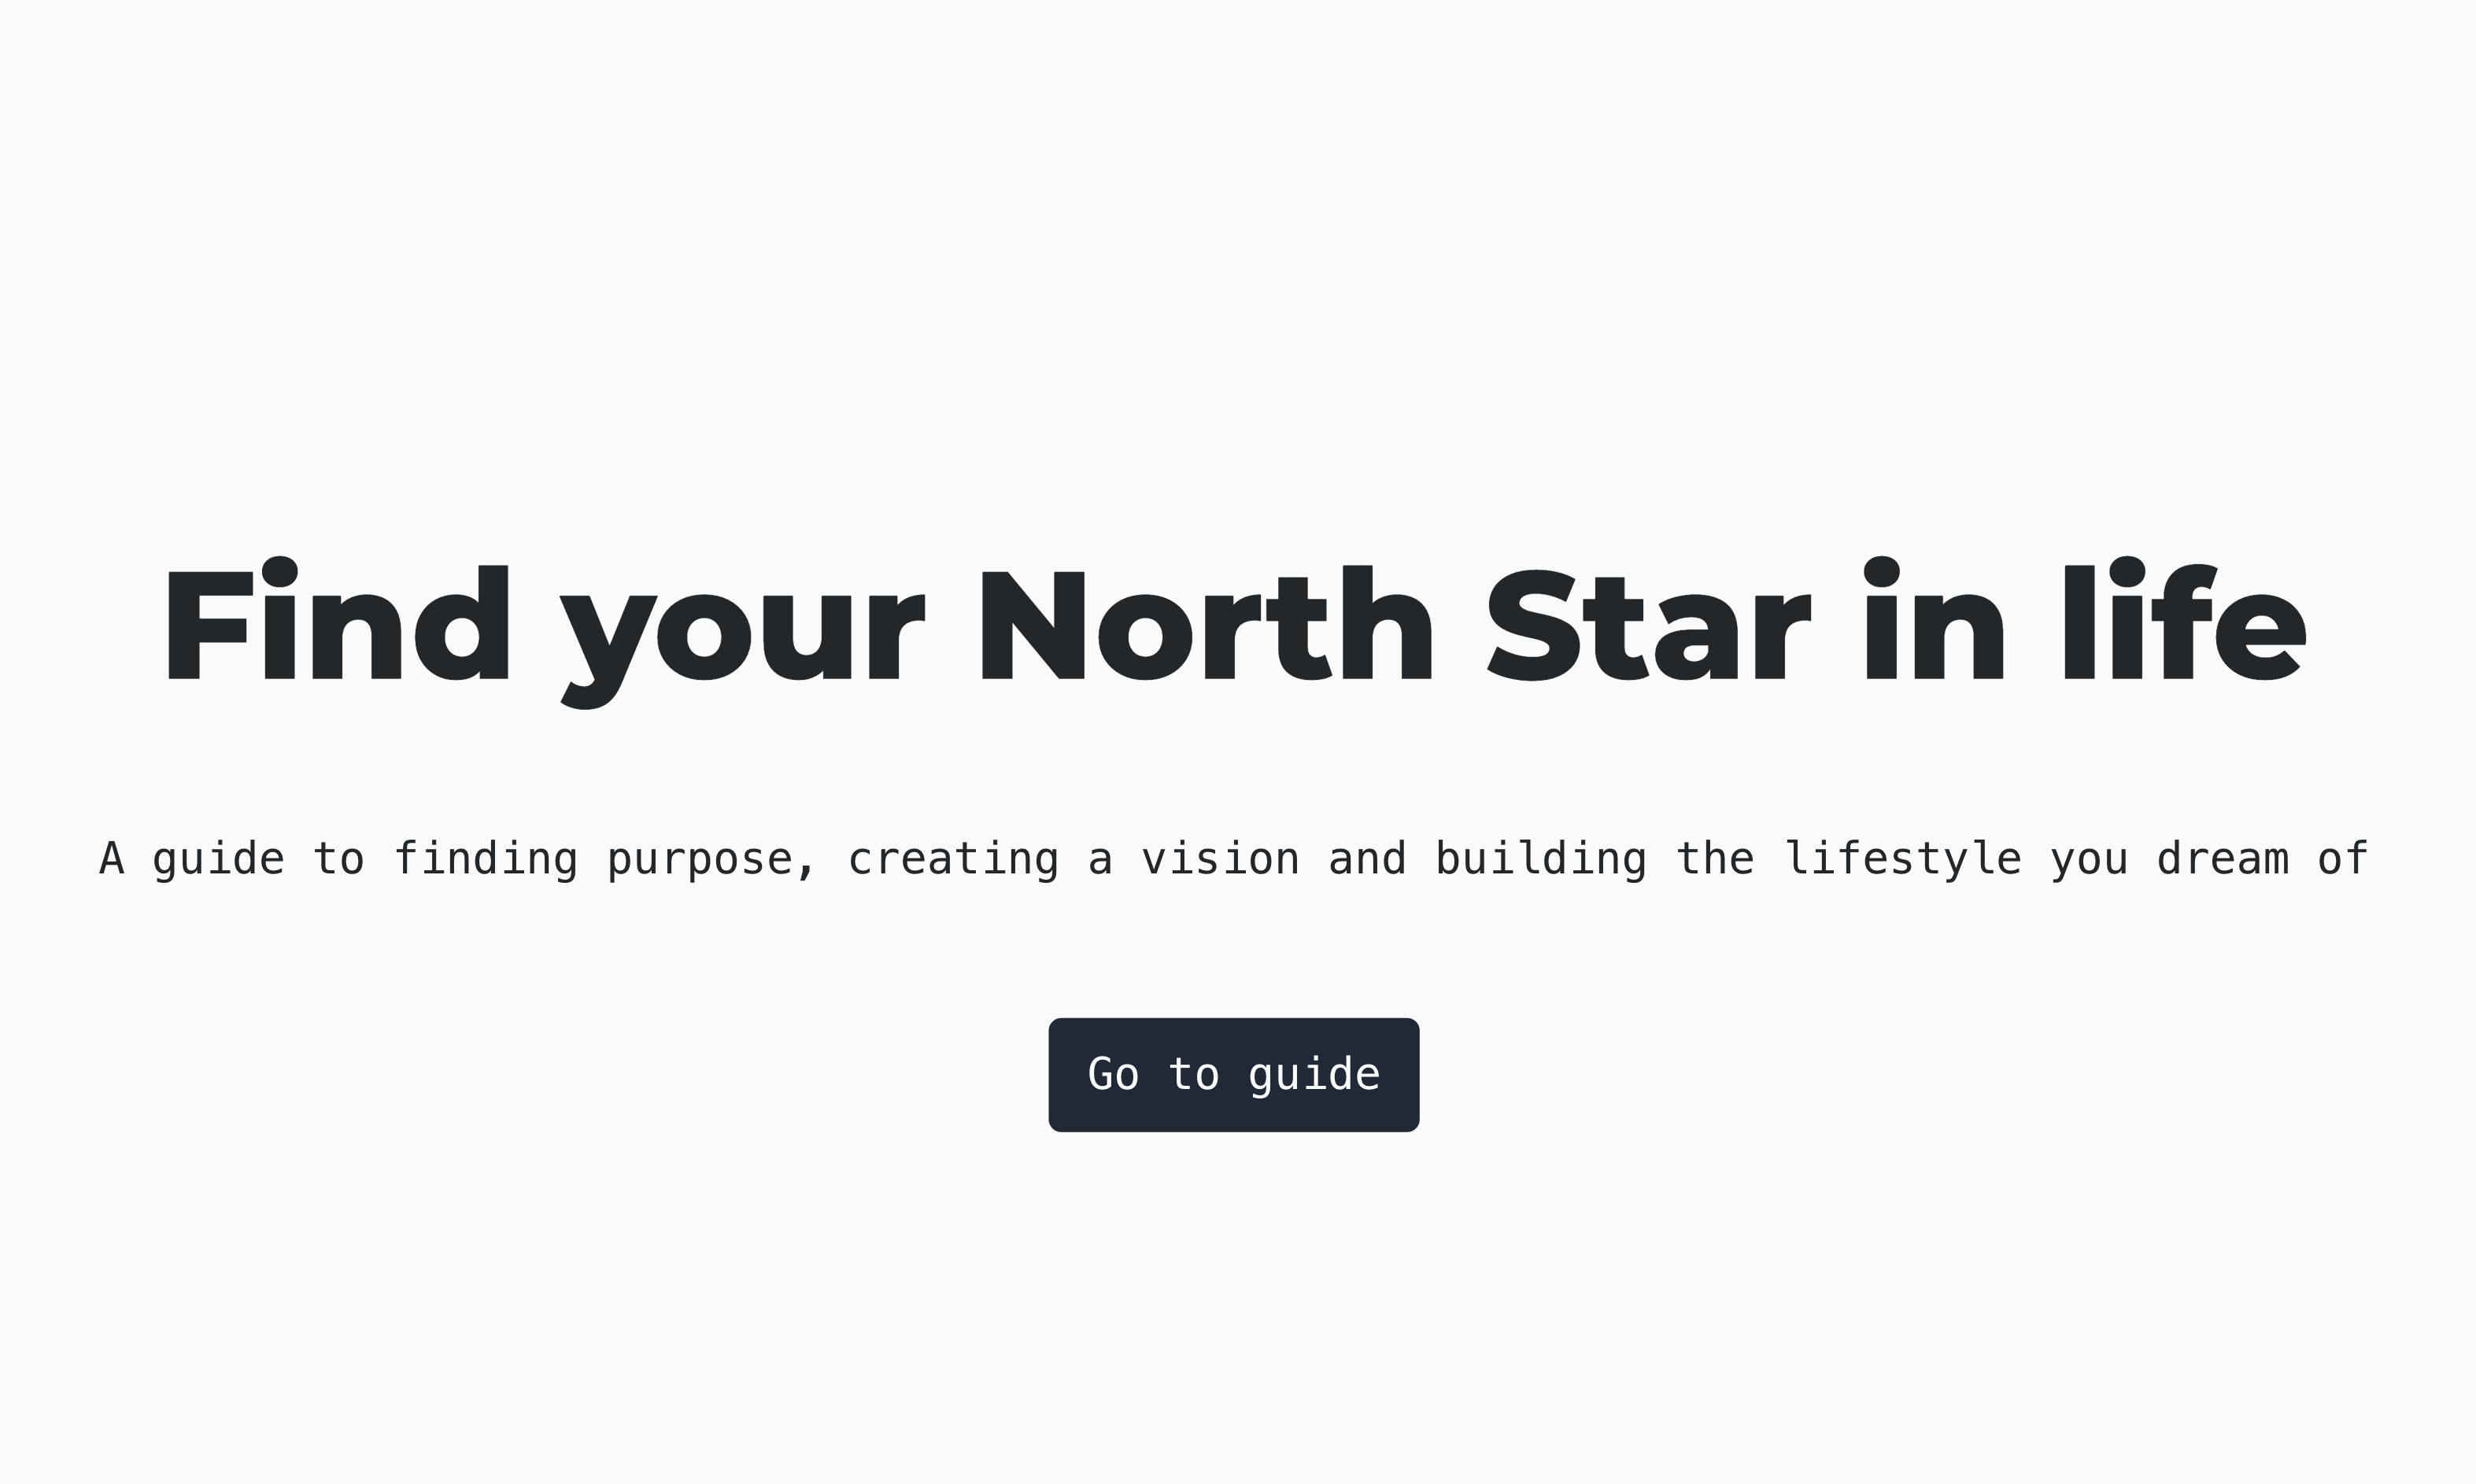 Find your North Star in life
A guide to finding purpose, creating a vision and building the lifestyle you dream of
Go to guide